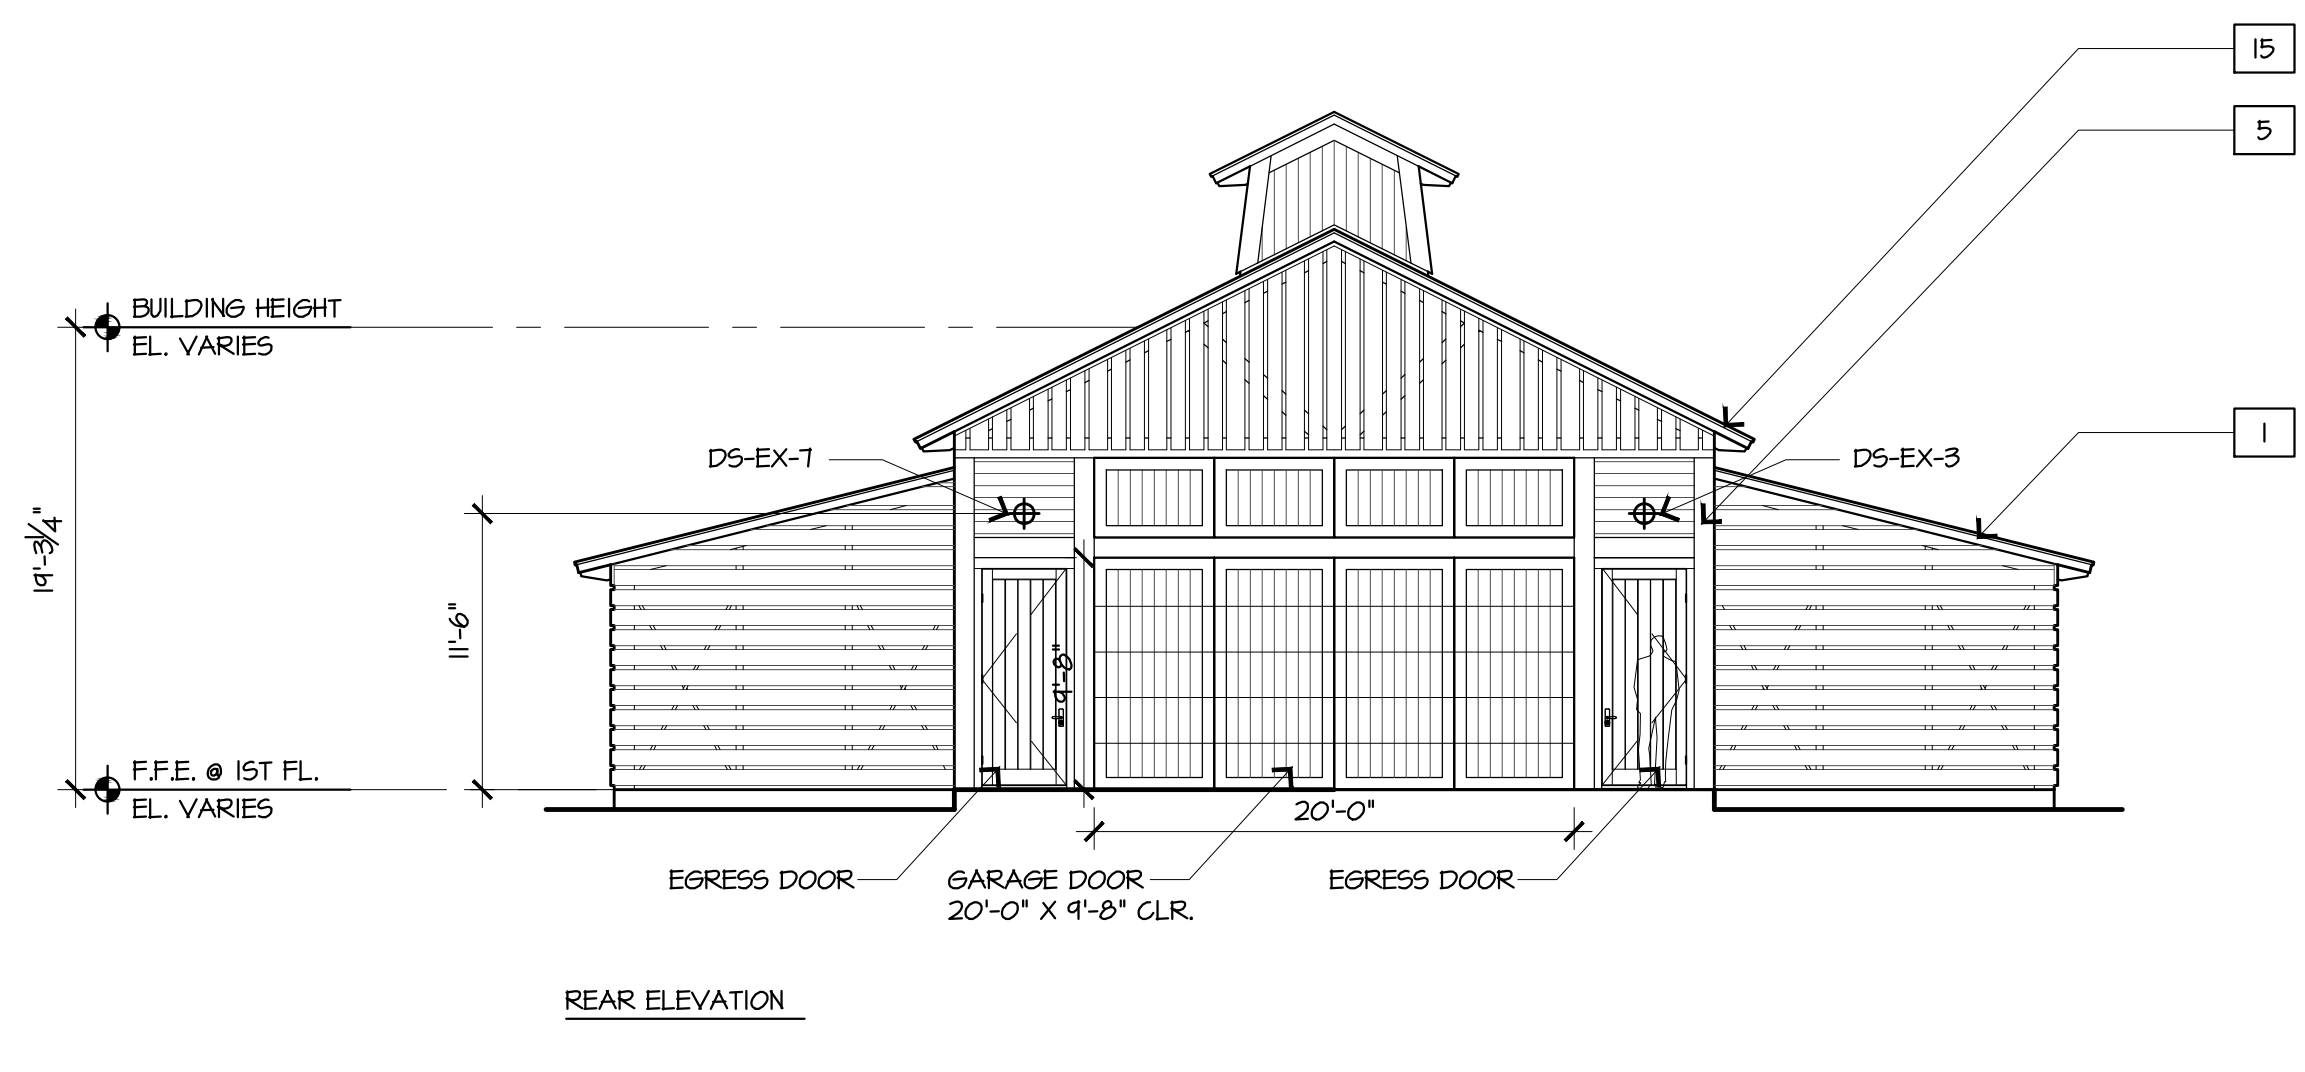 15
5
BUILDING HEIGHT
EL. VARIES
1
DS-EX-7
DS-EX-3
19'-3/4"
11'-6"
9'-8"
F.F.E. @ 1ST FL.
EL. VARIES
20'-0"
EGRESS DOOR
GARAGE DOOR
20'-0" X 9'-8" CLR.
EGRESS DOOR
REAR ELEVATION